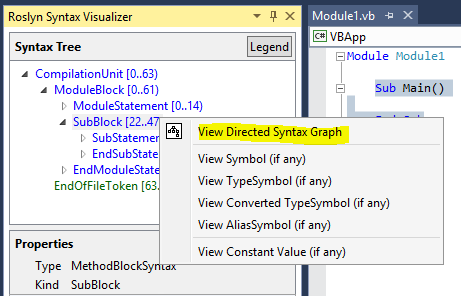 Roslyn Syntax Visualizer
Syntax Tree
Legend
CompilationUnit [0..63)
ModuleBlock [0..61)
ModuleStatement [0..14)
SubBlock [22..47
SubStatemen
EndSubState
EndModuleStatem
EndOfFileToken [63.
Properties
Type MethodBlockSyntax
Kind SubBlock
View Directed Syntax Graph
View Symbol (if any)
View TypeSymbol (if any)
View Converted TypeSymbol (if any)
View AliasSymbol (if any)
View Constant Value (if any)
Module1.vb
C# VBApp
Module Module1
Sub Main()